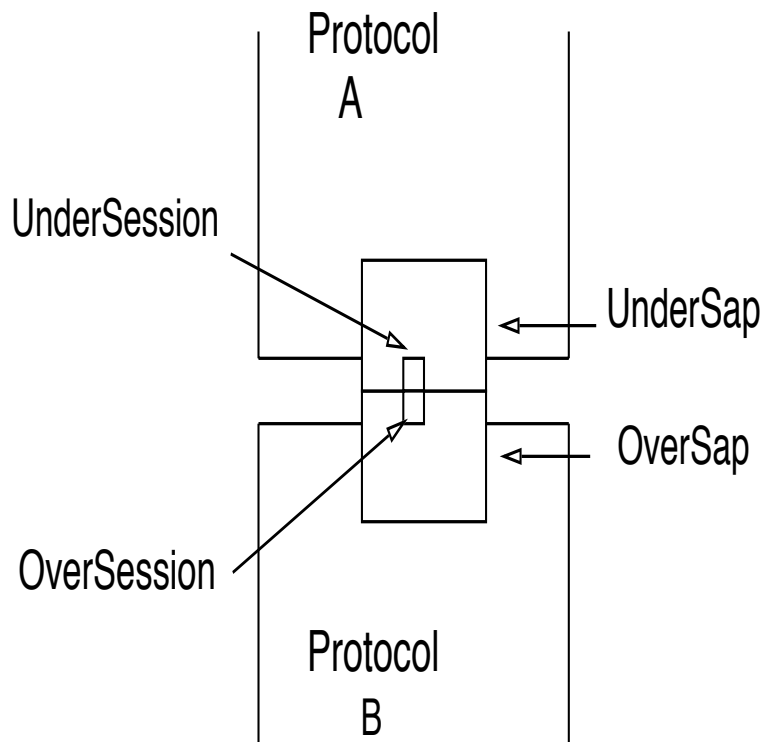 Protocol
A
UnderSession
UnderSap
OverSap
OverSession
Protocol
B